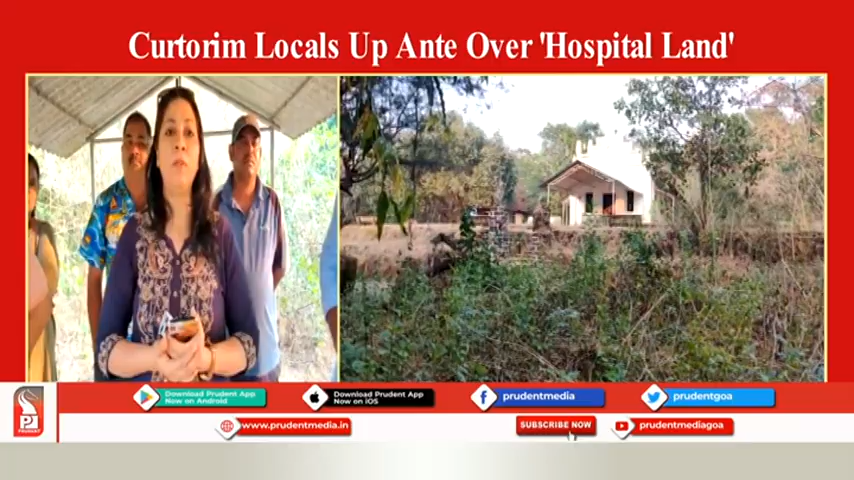 Curtorim Locals Up Ante Over 'Hospital Land'
Download Prudent App
Now on Android
Download Prudent App
Now on iOS
prudentmedia
prudentgoa
PRUDENT
www.prudentmedia.in
SUBSCRIBE NOW
prudentmediagoa